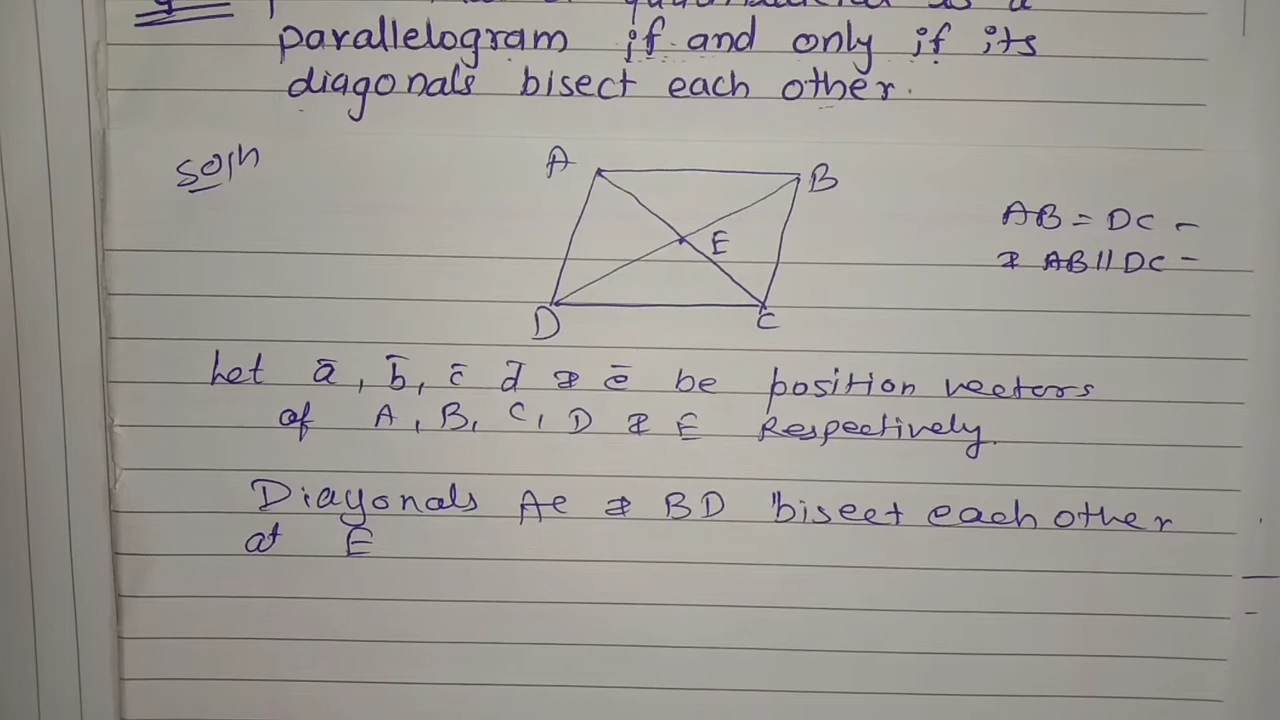 parallelogram if and only if its
diagonals bisect each other.
Soln
A
B
E
D
C
AB = DC -
& AB || DC -
Let ā, b̄, c̄ d̄ & ē be position vectors
of A, B, C, D & E Respectively.
Diagonals AC & BD bisect each other
at E